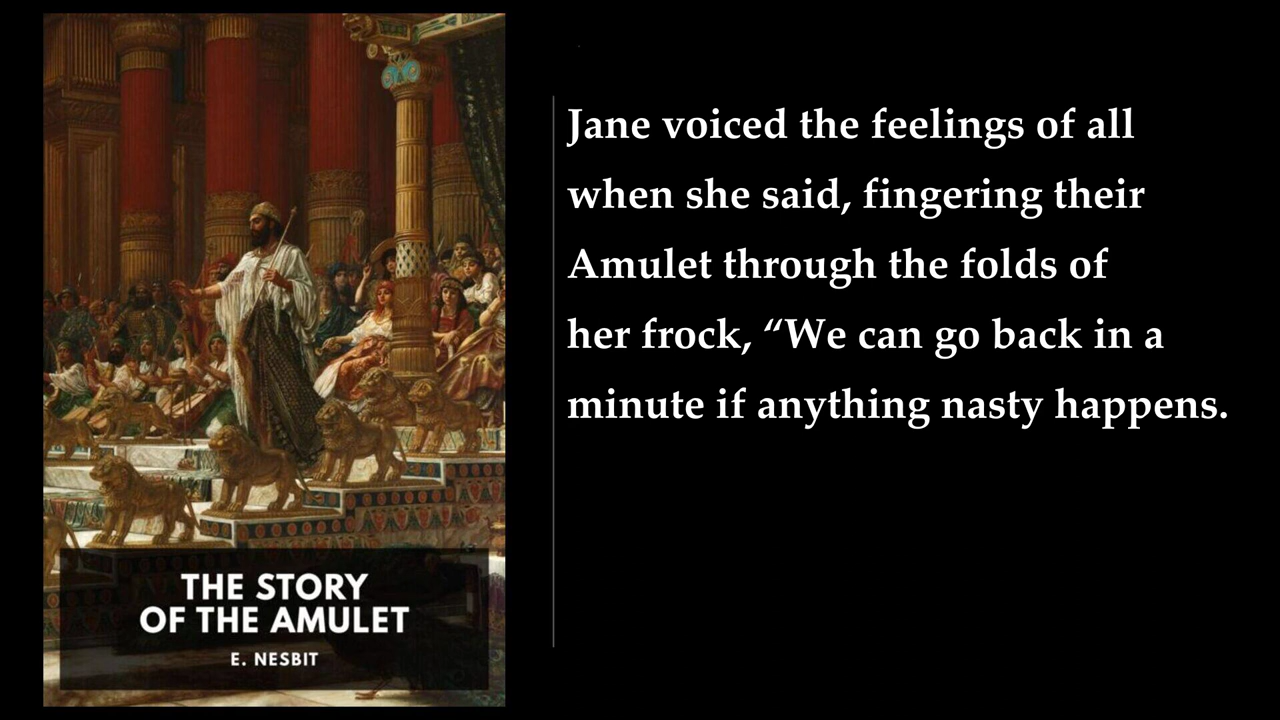 THE STORY
OF THE AMULET
E. NESBIT
Jane voiced the feelings of all
when she said, fingering their
Amulet through the folds of
her frock, “We can go back in a
minute if anything nasty happens.